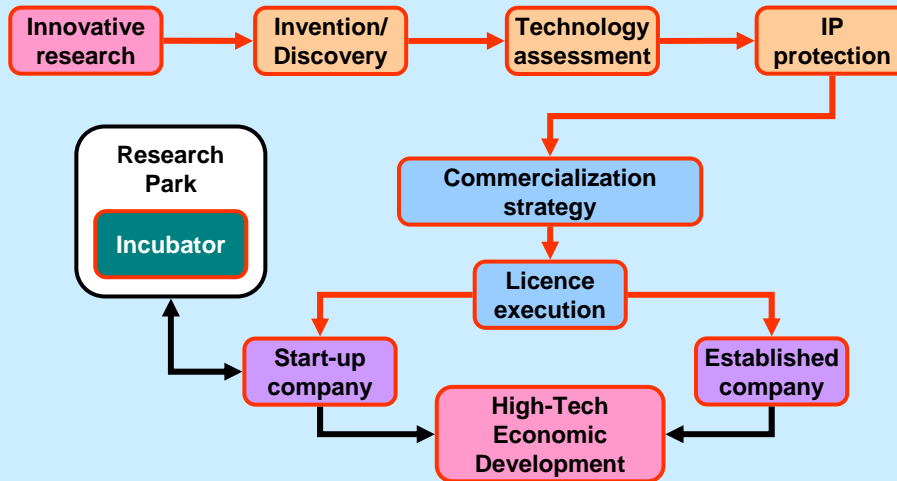 Innovative
research
Invention/
Discovery
Technology
assessment
IP
protection
Research
Park
Incubator
Commercialization
strategy
Licence
execution
Start-up
company
Established
company
High-Tech
Economic
Development